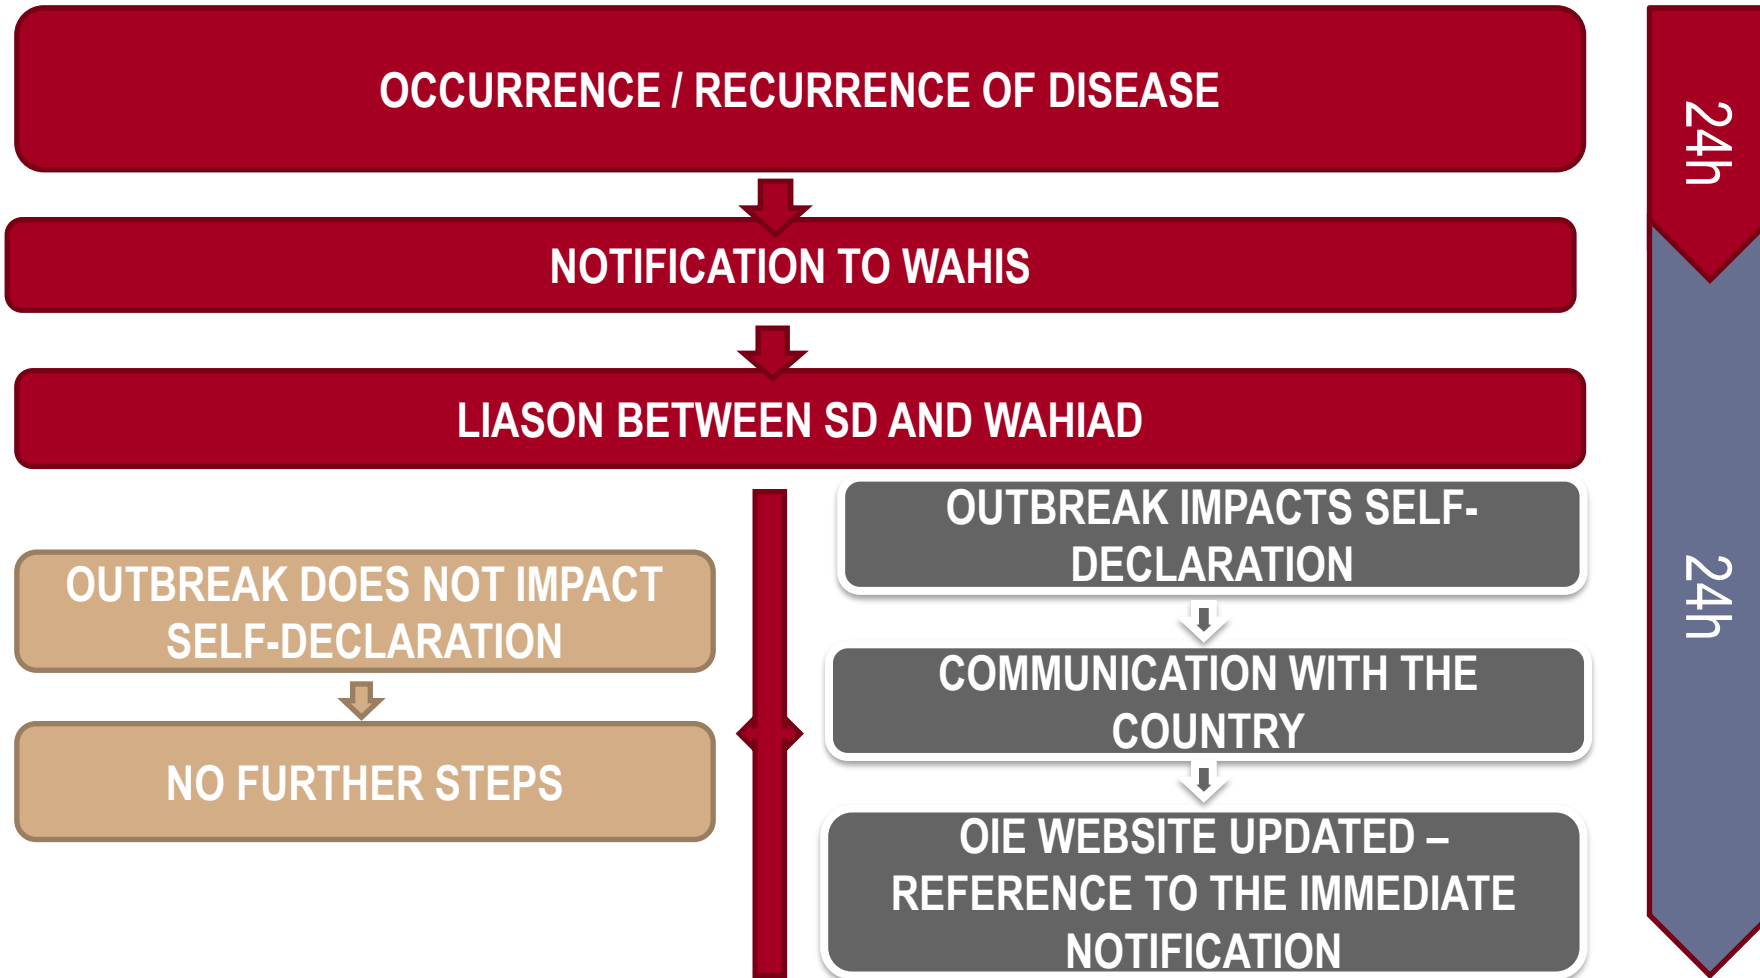 OCCURRENCE / RECURRENCE OF DISEASE
24h
NOTIFICATION TO WAHIS
LIASON BETWEEN SD AND WAHIAD
OUTBREAK DOES NOT IMPACT
SELF-DECLARATION
NO FURTHER STEPS
OUTBREAK IMPACTS SELF-
DECLARATION
COMMUNICATION WITH THE
COUNTRY
OIE WEBSITE UPDATED –
REFERENCE TO THE IMMEDIATE
NOTIFICATION
24h